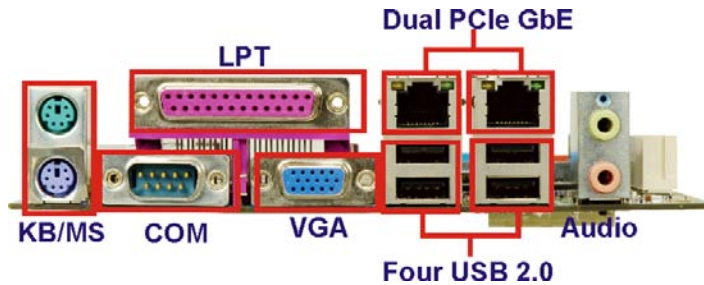 Dual PCIe GbE
LPT
KB/MS
COM
VGA
Audio
Four USB 2.0